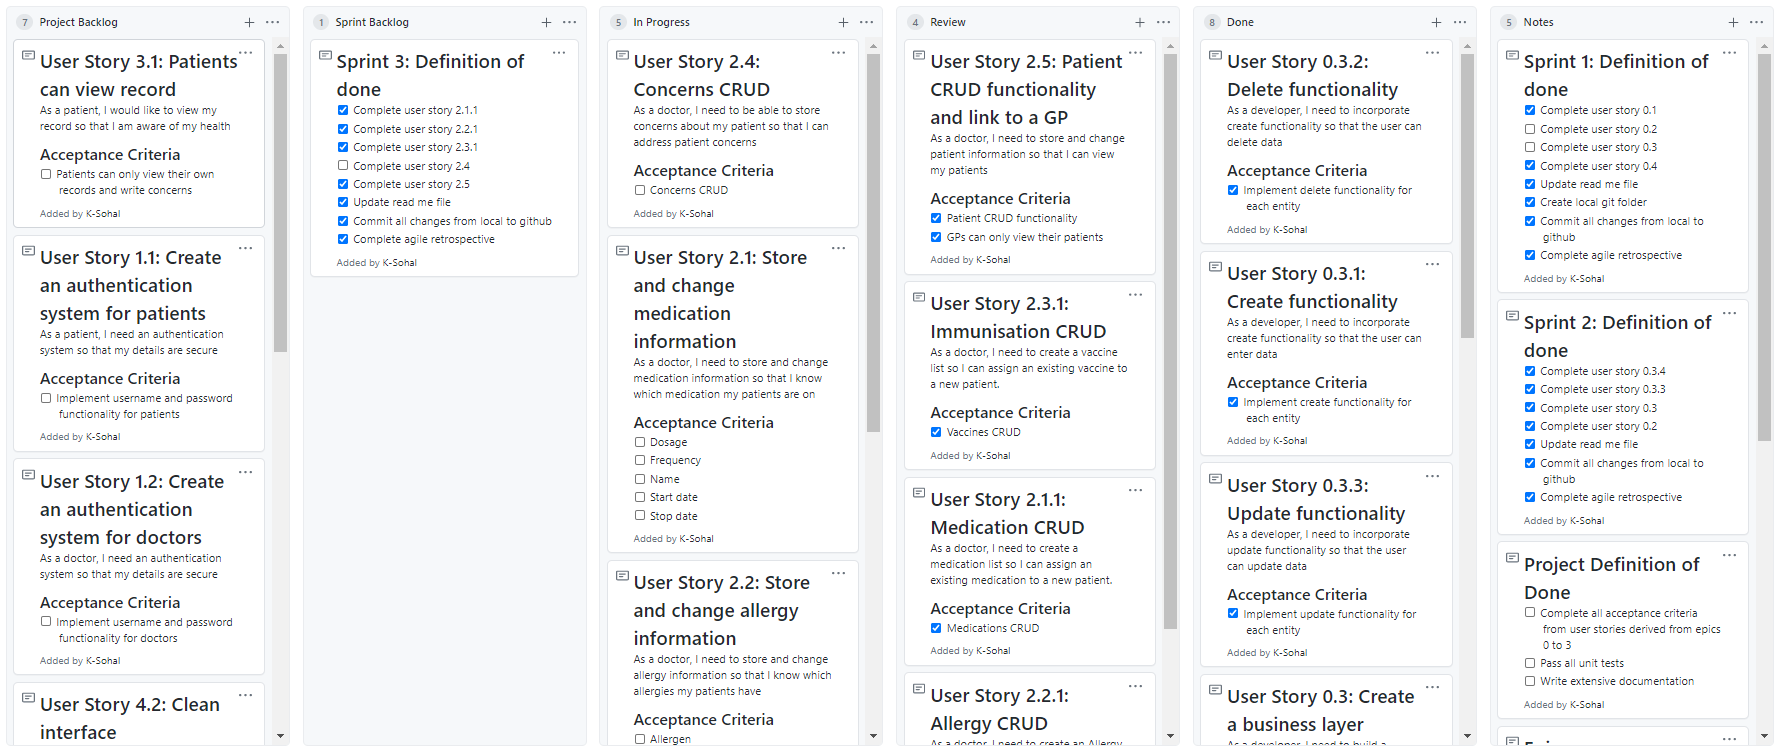 7 Project Backlog
User Story 3.1: Patients
can view record
As a patient, I would like to view my
record so that I am aware of my health
Acceptance Criteria
Patients can only view their own
records and write concerns
Added by K-Sohal
User Story 1.1: Create
an authentication
system for patients
As a patient, I need an authentication
system so that my details are secure
Acceptance Criteria
Implement username and password
functionality for patients
Added by K-Sohal
User Story 1.2: Create
an authentication
system for doctors
As a doctor, I need an authentication
system so that my details are secure
Acceptance Criteria
Implement username and password
functionality for doctors
Added by K-Sohal
User Story 4.2: Clean
interface
1 Sprint Backlog
Sprint 3: Definition of
done
Complete user story 2.1.1
Complete user story 2.2.1
Complete user story 2.3.1
Complete user story 2.4
Complete user story 2.5
Update read me file
Commit all changes from local to github
Complete agile retrospective
Added by K-Sohal
5 In Progress
User Story 2.4:
Concerns CRUD
As a doctor, I need to be able to store
concerns about my patient so that I can
address patient concerns
Acceptance Criteria
Concerns CRUD
Added by K-Sohal
User Story 2.1: Store
and change
medication
information
As a doctor, I need to store and change
medication information so that I know
which medication my patients are on
Acceptance Criteria
Dosage
Frequency
Name
Start date
Stop date
Added by K-Sohal
User Story 2.2: Store
and change allergy
information
As a doctor, I need to store and change
allergy information so that I know which
allergies my patients have
Acceptance Criteria
Allergen
4 Review
User Story 2.5: Patient
CRUD functionality
and link to a GP
As a doctor, I need to store and change
patient information so that I can view
my patients
Acceptance Criteria
Patient CRUD functionality
GPs can only view their patients
Added by K-Sohal
User Story 2.3.1:
Immunisation CRUD
As a doctor, I need to create a vaccine
list so I can assign an existing vaccine to
a new patient.
Acceptance Criteria
Vaccines CRUD
Added by K-Sohal
User Story 2.1.1:
Medication CRUD
As a doctor, I need to create a
medication list so I can assign an
existing medication to a new patient.
Acceptance Criteria
Medications CRUD
Added by K-Sohal
User Story 2.2.1:
Allergy CRUD
As a doctor, I need to create an Allergy
8 Done
User Story 0.3.2:
Delete functionality
As a developer, I need to incorporate
create functionality so that the user can
delete data
Acceptance Criteria
Implement delete functionality for
each entity
Added by K-Sohal
User Story 0.3.1:
Create functionality
As a developer, I need to incorporate
create functionality so that the user can
enter data
Acceptance Criteria
Implement create functionality for
each entity
Added by K-Sohal
User Story 0.3.3:
Update functionality
As a developer, I need to incorporate
update functionality so that the user
can update data
Acceptance Criteria
Implement update functionality for
each entity
Added by K-Sohal
User Story 0.3: Create
a business layer
As a developer, I need to build a
5 Notes
Sprint 1: Definition of
done
Complete user story 0.1
Complete user story 0.2
Complete user story 0.3
Complete user story 0.4
Update read me file
Create local git folder
Commit all changes from local to
github
Complete agile retrospective
Added by K-Sohal
Sprint 2: Definition of
done
Complete user story 0.3.4
Complete user story 0.3.3
Complete user story 0.3
Complete user story 0.2
Update read me file
Commit all changes from local to
github
Complete agile retrospective
Added by K-Sohal
Project Definition of
Done
Complete all acceptance criteria
from user stories derived from epics
0 to 3
Pass all unit tests
Write extensive documentation
Added by K-Sohal